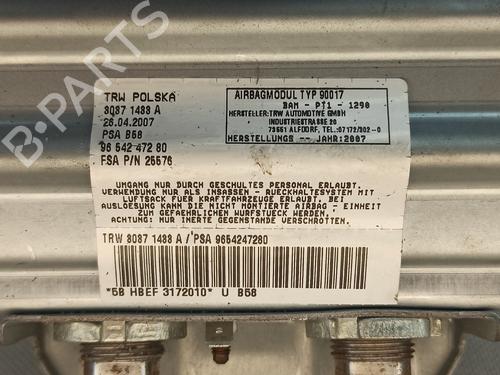 TRW POLSKA
8087 1488 A
26.04.2007
PSA B58
96 542 472 80
FSA P/N 25576
AIRBAGMODUL TYP 90017
BAM - PT1 - 1290
HERSTELLER:TRW AUTOMOTIVE GMBH
INDUSTRIESTRASSE 20
73551 ALFDORF, TEL:07172/302-0
HERSTELLUNGS -- JAHR:2007
UMGANG NUR DURCH GESCHULTES PERSONAL ERLAUBT.
VERWENDUNG NUR ALS INSASSEN - RUECKHALTESYSTEM MIT
LUFTSACK FUER KRAFTFAHRZEUGE ERLAUBT. BEI
AUSLOESUNG KANN DIE NICHT MONTIERTE AIRBAG - EINHEIT
ZUM GEFAEHRLICHEN WURFSTUECK WERDEN.
ACHTUNG: NUR INERTE GEGENSTANDE VERSCHROTTEN.
TRW 8087 1488 A / PSA 9654247280
*5B HBEF 3172010* U B58
B-PARTS